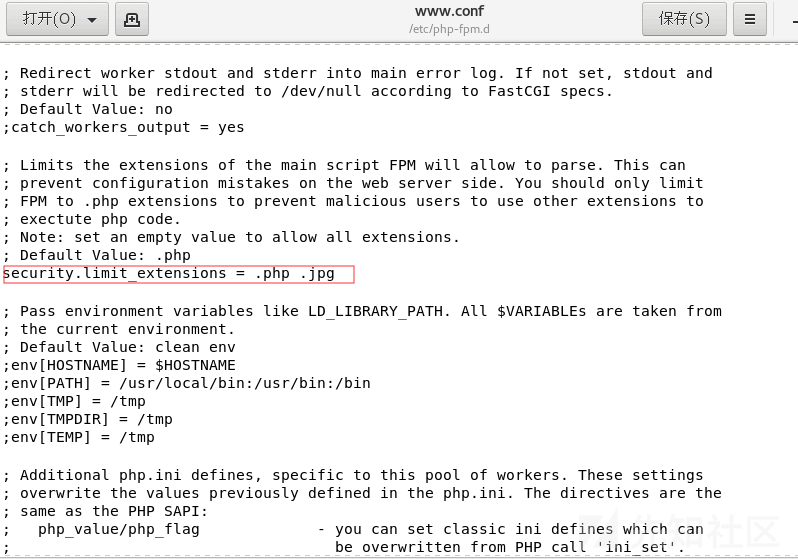 打开(O)
www.conf
/etc/php-fpm.d
保存(S)
; Redirect worker stdout and stderr into main error log. If not set, stdout and
; stderr will be redirected to /dev/null according to FastCGI specs.
; Default Value: no
;catch_workers_output = yes
; Limits the extensions of the main script FPM will allow to parse. This can
; prevent configuration mistakes on the web server side. You should only limit
; FPM to .php extensions to prevent malicious users to use other extensions to
; exectute php code.
; Note: set an empty value to allow all extensions.
; Default Value: .php
security.limit_extensions = .php .jpg
; Pass environment variables like LD_LIBRARY_PATH. All $VARIABLEs are taken from
; the current environment.
; Default Value: clean env
;env[HOSTNAME] = $HOSTNAME
;env[PATH] = /usr/local/bin:/usr/bin:/bin
;env[TMP] = /tmp
;env[TMPDIR] = /tmp
;env[TEMP] = /tmp
; Additional php.ini defines, specific to this pool of workers. These settings
; overwrite the values previously defined in the php.ini. The directives are the
; same as the PHP SAPI:
;   php_value/php_flag             - you can set classic ini defines which can
;                                    be overwritten from PHP call 'ini_set'.
先知社区